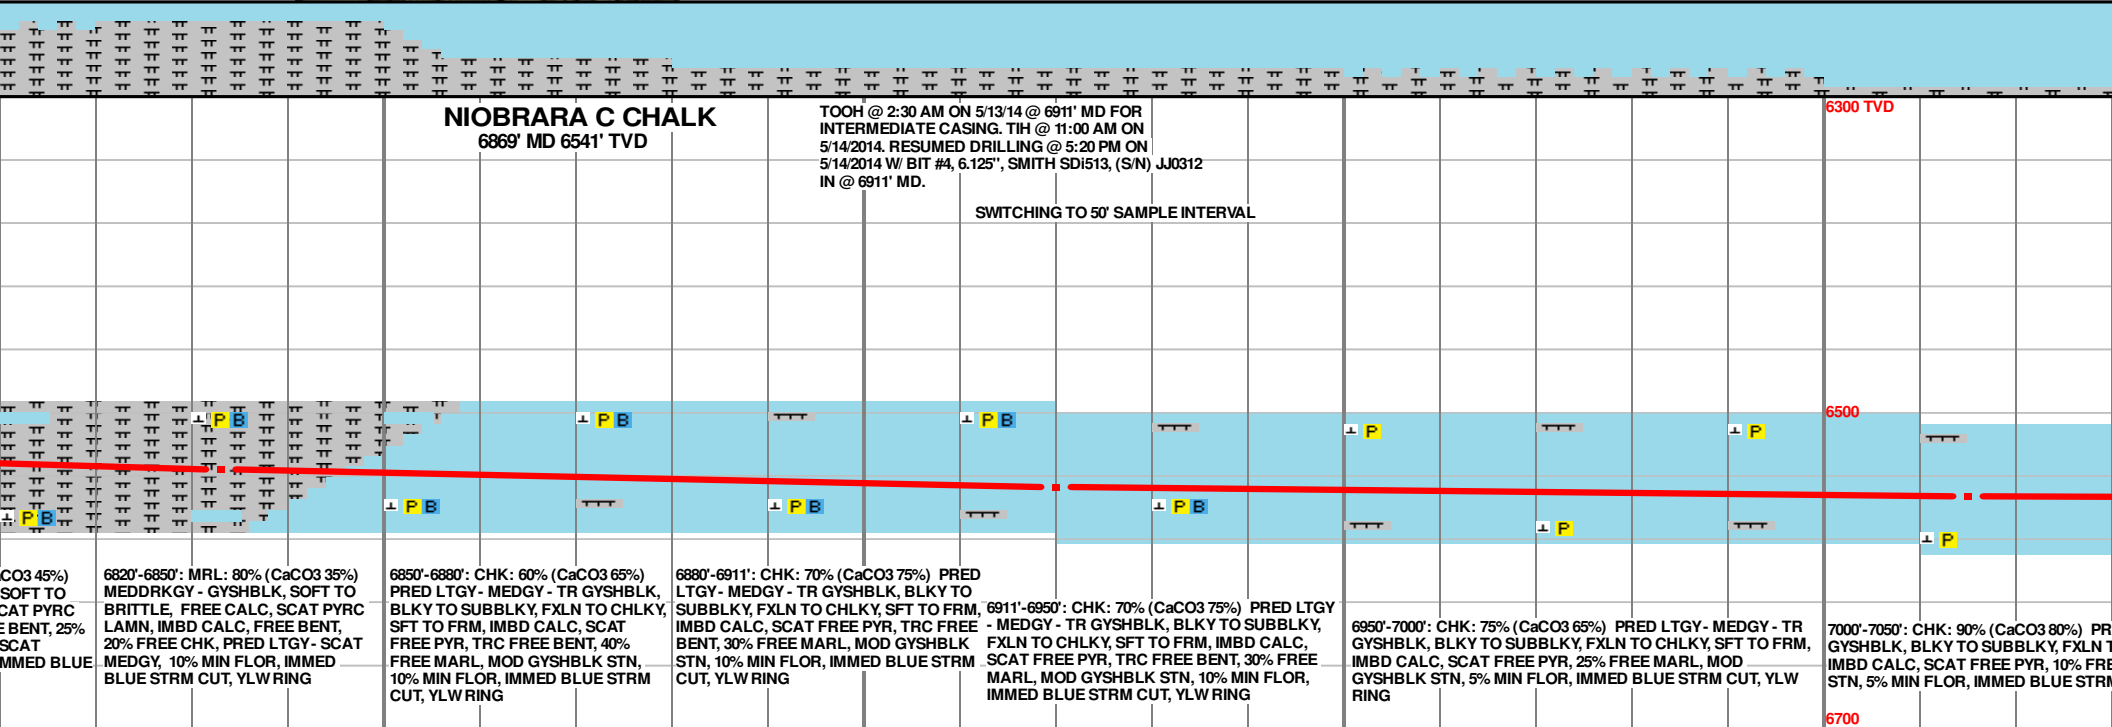 NIOBRARA C CHALK
6869' MD 6541' TVD
TOOH @ 2:30 AM ON 5/13/14 @ 6911' MD FOR
INTERMEDIATE CASING. TIH @ 11:00 AM ON
5/14/2014. RESUMED DRILLING @ 5:20 PM ON
5/14/2014 W/ BIT #4, 6.125", SMITH SDi513, (S/N) JJ0312
IN @ 6911' MD.
SWITCHING TO 50' SAMPLE INTERVAL
6300 TVD
6500
6700
P B
P B
P B
P B
P B
P B
P B
P
P
P
P
CO3 45%)
SOFT TO
CAT PYRC
E BENT, 25%
SCAT
MMED BLUE
6820'-6850': MRL: 80% (CaCO3 35%)
MEDDRKGY - GYSHBLK, SOFT TO
BRITTLE, FREE CALC, SCAT PYRC
LAMN, IMBD CALC, FREE BENT,
20% FREE CHK, PRED LTGY- SCAT
MEDGY, 10% MIN FLOR, IMMED
BLUE STRM CUT, YLW RING
6850'-6880': CHK: 60% (CaCO3 65%)
PRED LTGY- MEDGY - TR GYSHBLK,
BLKY TO SUBBLKY, FXLN TO CHLKY,
SFT TO FRM, IMBD CALC, SCAT
FREE PYR, TRC FREE BENT, 40%
FREE MARL, MOD GYSHBLK STN,
10% MIN FLOR, IMMED BLUE STRM
CUT, YLW RING
6880'-6911': CHK: 70% (CaCO3 75%) PRED
LTGY- MEDGY - TR GYSHBLK, BLKY TO
SUBBLKY, FXLN TO CHLKY, SFT TO FRM,
IMBD CALC, SCAT FREE PYR, TRC FREE
BENT, 30% FREE MARL, MOD GYSHBLK
STN, 10% MIN FLOR, IMMED BLUE STRM
CUT, YLW RING
6911'-6950': CHK: 70% (CaCO3 75%) PRED LTGY
- MEDGY - TR GYSHBLK, BLKY TO SUBBLKY,
FXLN TO CHLKY, SFT TO FRM, IMBD CALC,
SCAT FREE PYR, TRC FREE BENT, 30% FREE
MARL, MOD GYSHBLK STN, 10% MIN FLOR,
IMMED BLUE STRM CUT, YLW RING
6950'-7000': CHK: 75% (CaCO3 65%) PRED LTGY- MEDGY - TR
GYSHBLK, BLKY TO SUBBLKY, FXLN TO CHLKY, SFT TO FRM,
IMBD CALC, SCAT FREE PYR, 25% FREE MARL, MOD
GYSHBLK STN, 5% MIN FLOR, IMMED BLUE STRM CUT, YLW
RING
7000'-7050': CHK: 90% (CaCO3 80%) PR
GYSHBLK, BLKY TO SUBBLKY, FXLN T
IMBD CALC, SCAT FREE PYR, 10% FRE
STN, 5% MIN FLOR, IMMED BLUE STRM